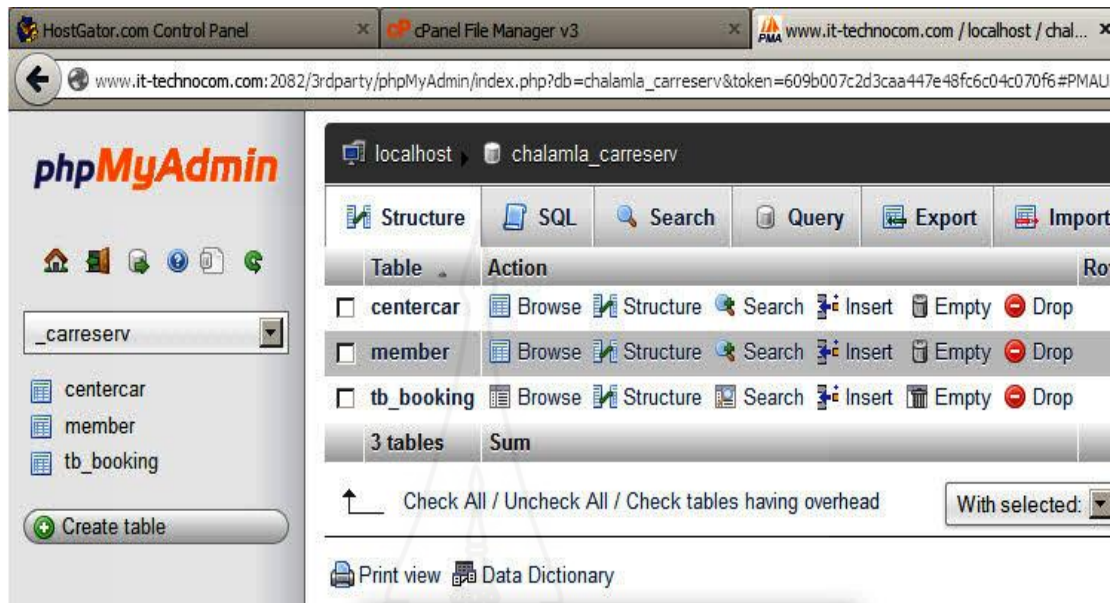 HostGator.com Control Panel cPanel File Manager v3 www.it-technocom.com / localhost / chal...
www.it-technocom.com:2082/3rdparty/phpMyAdmin/index.php?db=chalamla_carreserv&token=609b007c2d3caa447e48fc6c04c070f6#PMAU
phpMyAdmin
_carreserv
centercar
member
tb_booking
Create table
localhost chalamla_carreserv
Structure SQL Search Query Export Import
Table Action
centercar Browse Structure Search Insert Empty Drop
member Browse Structure Search Insert Empty Drop
tb_booking Browse Structure Search Insert Empty Drop
3 tables Sum
Check All / Uncheck All / Check tables having overhead With selected:
Print view Data Dictionary